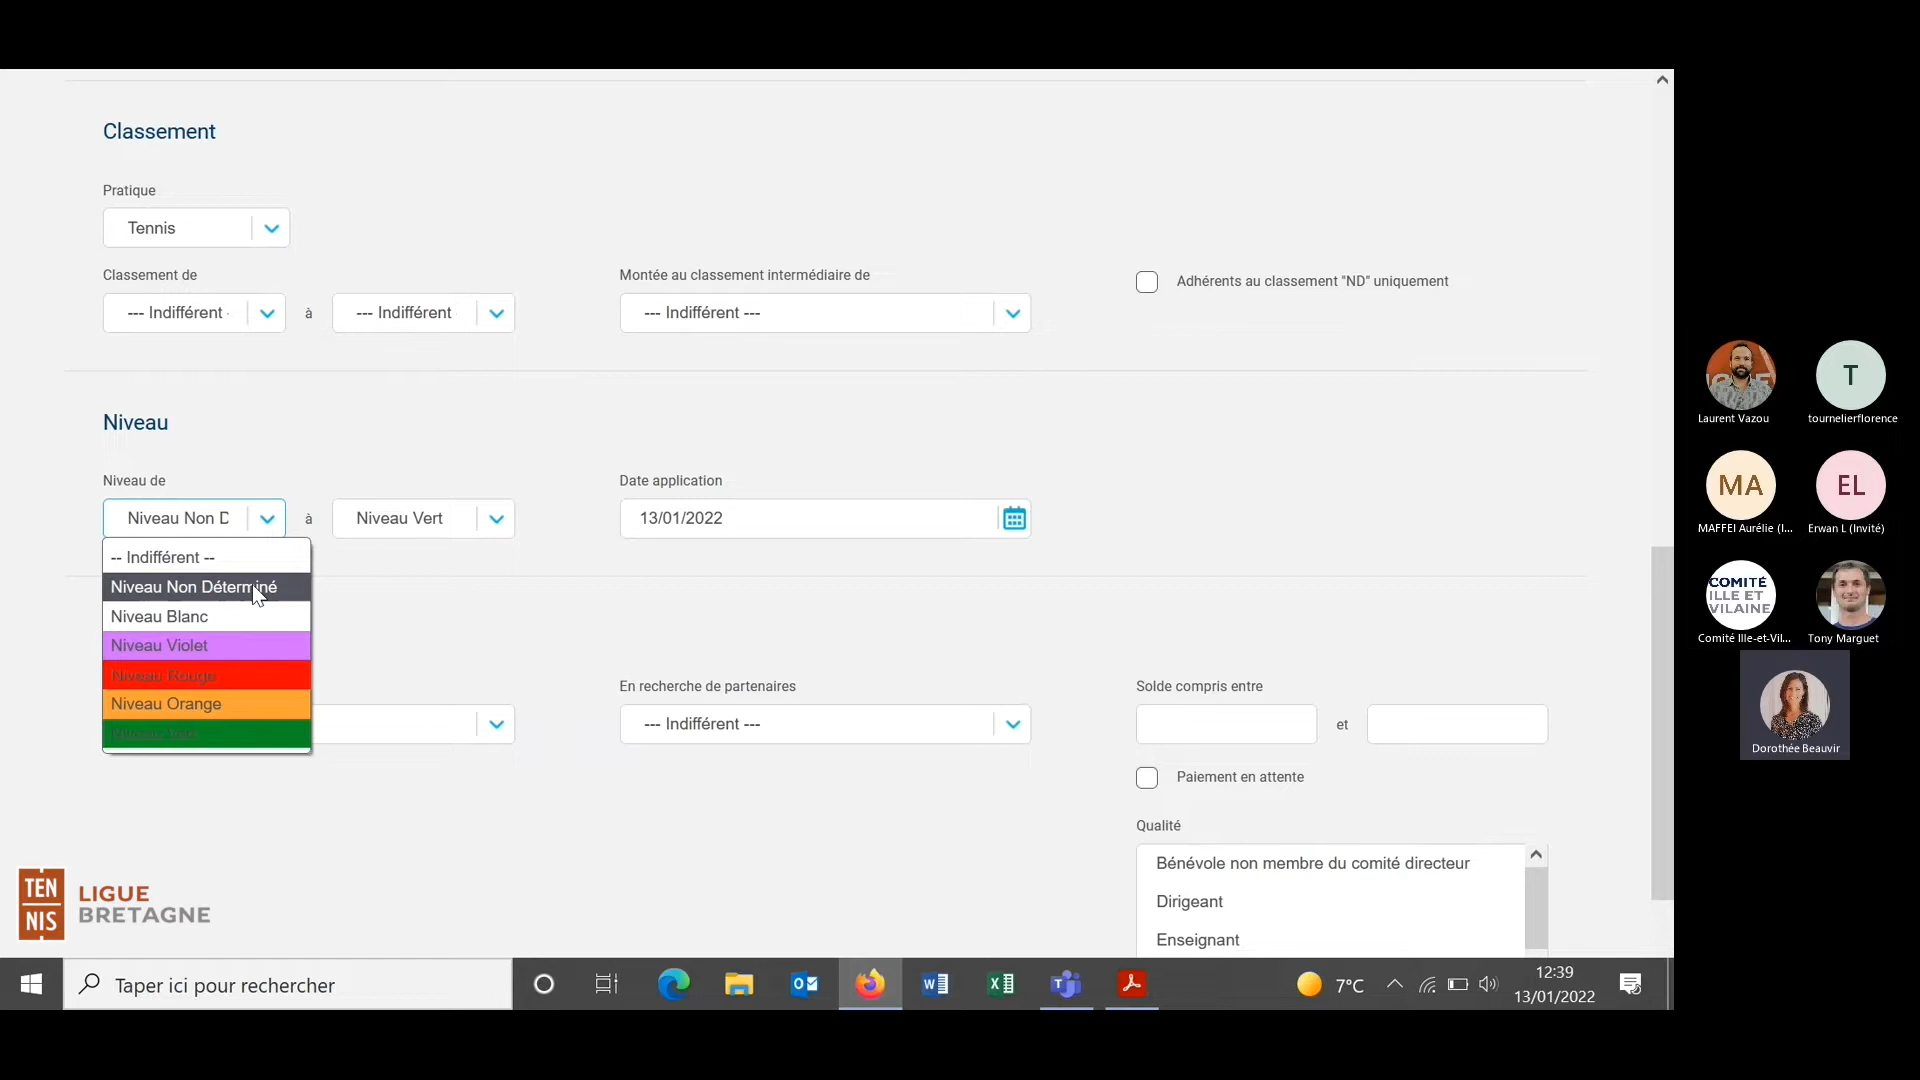 Classement
Pratique
Tennis
Classement de
Montée au classement intermédiaire de
Adhérents au classement "ND" uniquement
--- Indifférent
à
--- Indifférent
--- Indifférent ---
Niveau
Niveau de
Date application
Niveau Non D
à
Niveau Vert
13/01/2022
-- Indifférent --
Niveau Non Déterminé
Niveau Blanc
Niveau Violet
Niveau Rouge
Niveau Orange
Niveau Vert
En recherche de partenaires
Solde compris entre
--- Indifférent ---
et
Paiement en attente
Qualité
Bénévole non membre du comité directeur
Dirigeant
Enseignant
TEN
NIS
LIGUE
BRETAGNE
Taper ici pour rechercher
7°C
12:39
13/01/2022
Laurent Vazou
T
tournelierflorence
MA
MAFFEI Aurélie (I...
EL
Erwan L (Invité)
COMITÉ
ILLE ET
VILAINE
Comité Ille-et-Vil...
Tony Marguet
Dorothée Beauvir